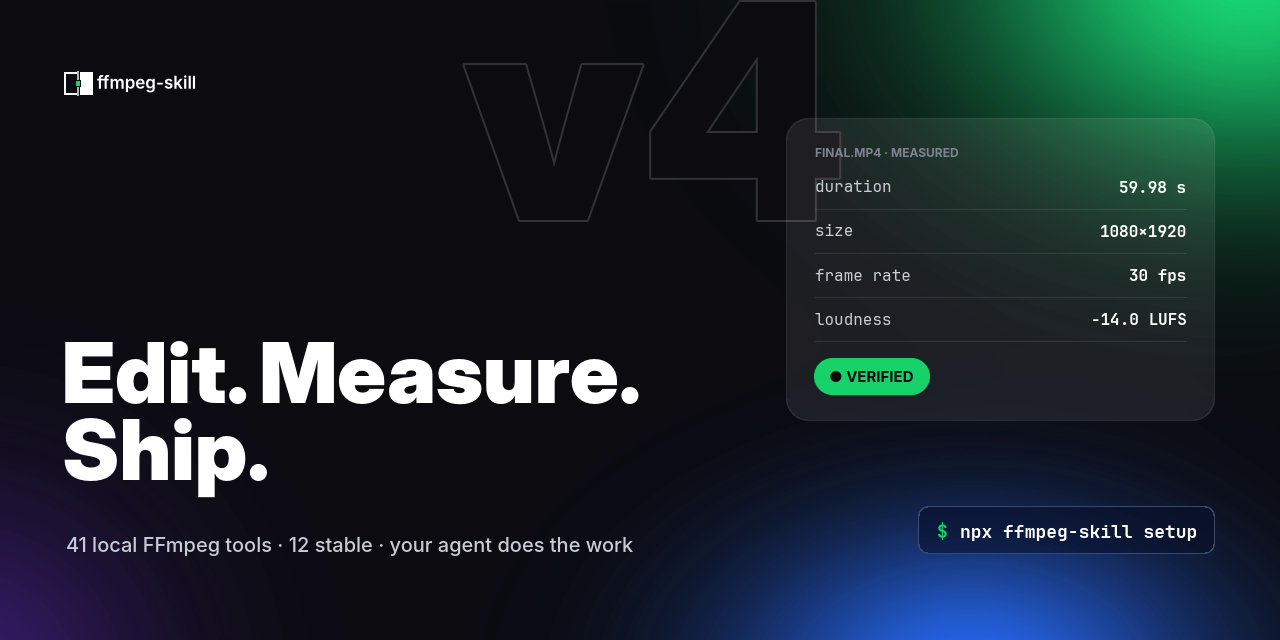 ffmpeg-skill
v4
FINAL.MP4 · MEASURED
duration 59.98 s
size 1080×1920
frame rate 30 fps
loudness -14.0 LUFS
VERIFIED
Edit. Measure.
Ship.
41 local FFmpeg tools · 12 stable · your agent does the work
$ npx ffmpeg-skill setup